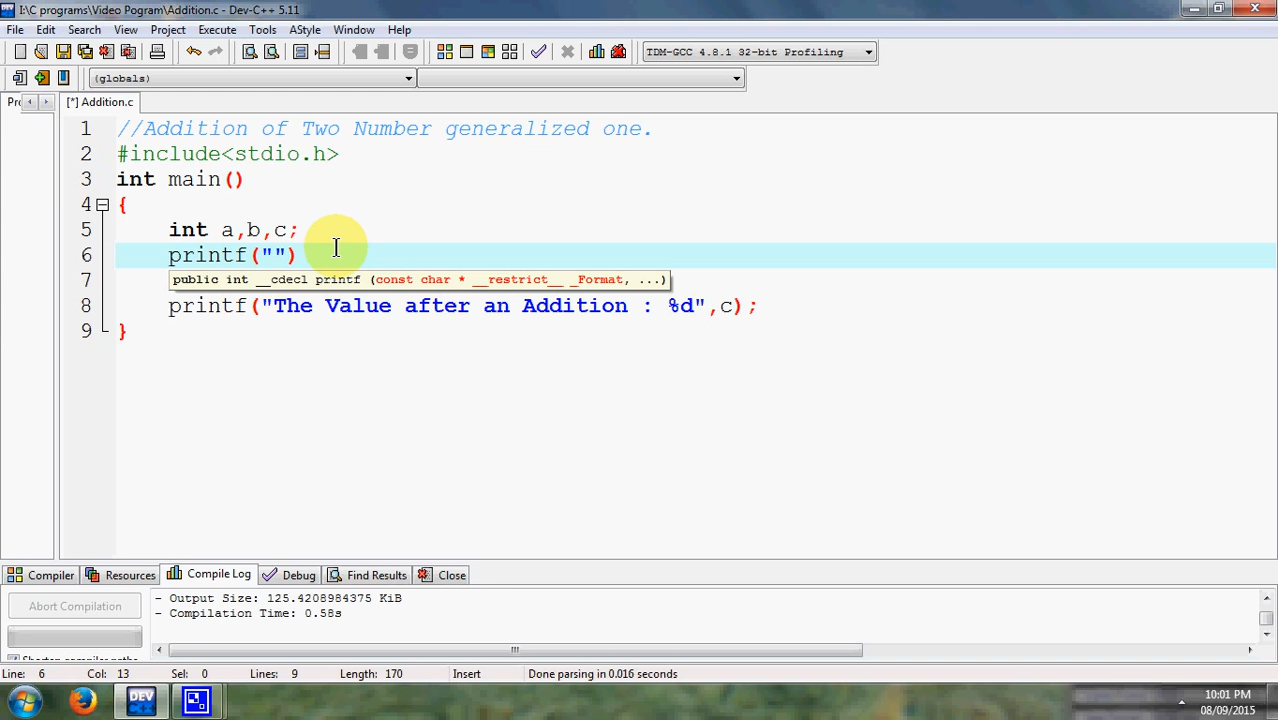 I:\C programs\Video Pogram\Addition.c - Dev-C++ 5.11
File Edit Search View Project Execute Tools AStyle Window Help
TDM-GCC 4.8.1 32-bit Profiling
(globals)
[*] Addition.c
1 //Addition of Two Number generalized one.
2 #include<stdio.h>
3 int main()
4 {
5 int a,b,c;
6 printf("")
public int __cdecl printf (const char * __restrict__ _Format, ...)
7
8 printf("The Value after an Addition : %d",c);
9 }
Compiler Resources Compile Log Debug Find Results Close
Abort Compilation
- Output Size: 125.4208984375 KiB
- Compilation Time: 0.58s
Line: 6 Col: 13 Sel: 0 Lines: 9 Length: 170 Insert Done parsing in 0.016 seconds
DEV
10:01 PM
08/09/2015